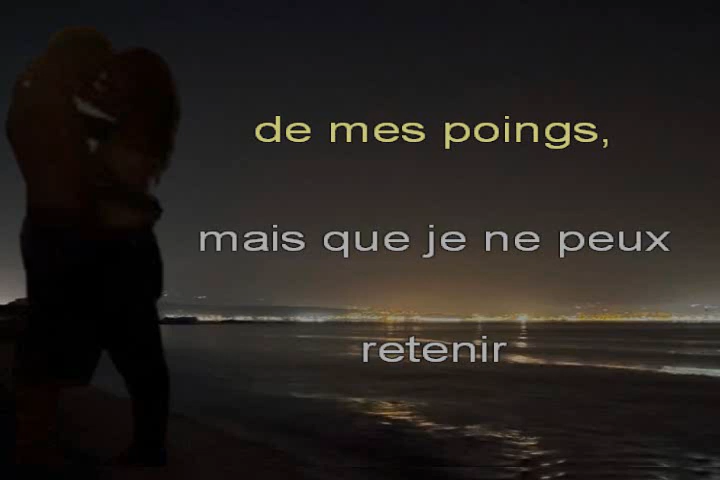 de mes poings,
mais que je ne peux
retenir